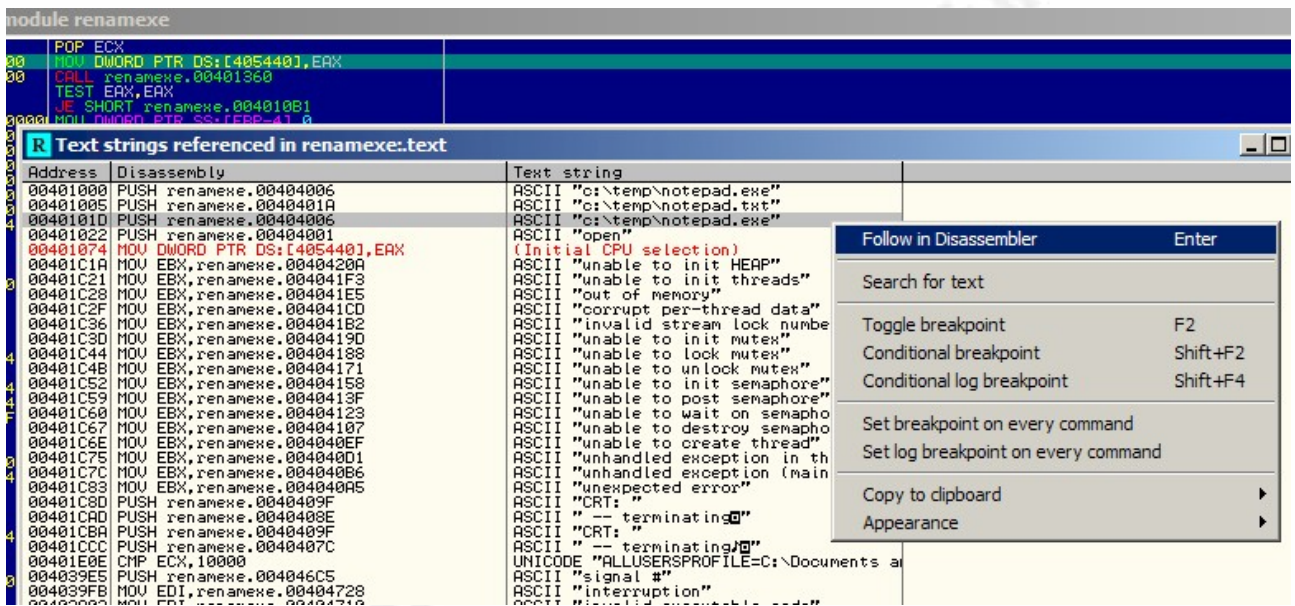 module renamexe
POP ECX
00 MOV DWORD PTR DS:[405440],EAX
00 CALL renamexe.00401360
TEST EAX,EAX
JE SHORT renamexe.004010B1
MOV DWORD PTR SS:[EBP-4],0
R Text strings referenced in renamexe:.text
Address Disassembly Text string
00401000 PUSH renamexe.00404006 ASCII "c:\temp\notepad.exe"
00401005 PUSH renamexe.0040401A ASCII "c:\temp\notepad.txt"
0040101D PUSH renamexe.00404006 ASCII "c:\temp\notepad.exe"
00401022 PUSH renamexe.00404001 ASCII "open"
00401074 MOV DWORD PTR DS:[405440],EAX (Initial CPU selection)
00401C1A MOV EBX,renamexe.0040420A ASCII "unable to init HEAP"
00401C21 MOV EBX,renamexe.004041F3 ASCII "unable to init threads"
00401C28 MOV EBX,renamexe.004041E5 ASCII "out of memory"
00401C2F MOV EBX,renamexe.004041CD ASCII "corrupt per-thread data"
00401C36 MOV EBX,renamexe.004041B2 ASCII "invalid stream lock numbe
00401C3D MOV EBX,renamexe.0040419D ASCII "unable to init mutex"
00401C44 MOV EBX,renamexe.00404188 ASCII "unable to lock mutex"
00401C4B MOV EBX,renamexe.00404171 ASCII "unable to unlock mutex"
00401C52 MOV EBX,renamexe.00404158 ASCII "unable to init semaphore"
00401C59 MOV EBX,renamexe.0040413F ASCII "unable to post semaphore"
00401C60 MOV EBX,renamexe.00404123 ASCII "unable to wait on semapho
00401C67 MOV EBX,renamexe.00404107 ASCII "unable to destroy semapho
00401C6E MOV EBX,renamexe.004040EF ASCII "unable to create thread"
00401C75 MOV EBX,renamexe.004040D1 ASCII "unhandled exception in th
00401C7C MOV EBX,renamexe.004040B6 ASCII "unhandled exception (main
00401C83 MOV EBX,renamexe.004040A5 ASCII "unexpected error"
00401C8D PUSH renamexe.0040409F ASCII "CRT: "
00401CAD PUSH renamexe.0040408E ASCII " -- terminating◙"
00401CBA PUSH renamexe.0040409F ASCII "CRT: "
00401CCC PUSH renamexe.0040407C ASCII " -- terminating♪◙"
00401E0E CMP ECX,10000 UNICODE "ALLUSERSPROFILE=C:\Documents a
004039E5 PUSH renamexe.004046C5 ASCII "signal #"
004039FB MOV EDI,renamexe.00404728 ASCII "interruption"
Follow in Disassembler Enter
Search for text
Toggle breakpoint F2
Conditional breakpoint Shift+F2
Conditional log breakpoint Shift+F4
Set breakpoint on every command
Set log breakpoint on every command
Copy to clipboard
Appearance